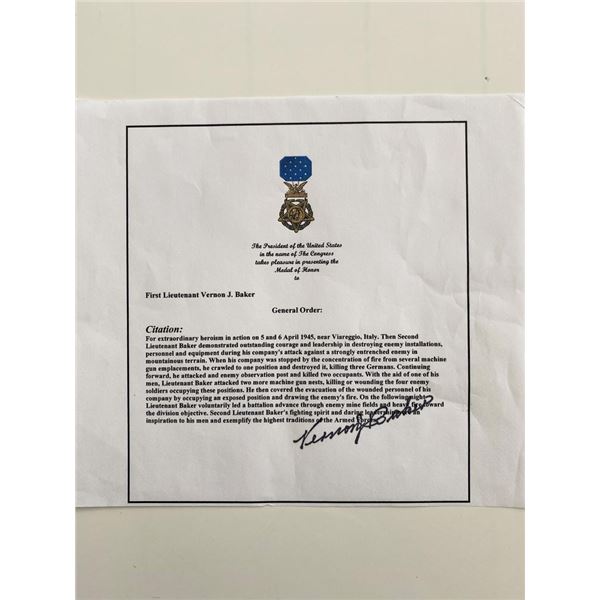 The President of the United States
in the name of The Congress
takes pleasure in presenting the
Medal of Honor
to
First Lieutenant Vernon J. Baker
General Order:
Citation:
For extraordinary heroism in action on 5 and 6 April 1945, near Viareggio, Italy. Then Second
Lieutenant Baker demonstrated outstanding courage and leadership in destroying enemy installations,
personnel and equipment during his company's attack against a strongly entrenched enemy in
mountainous terrain. When his company was stopped by the concentration of fire from several machine
gun emplacements, he crawled to one position and destroyed it, killing three Germans. Continuing
forward, he attacked and enemy observation post and killed two occupants. With the aid of one of his
men, Lieutenant Baker attacked two more machine gun nests, killing or wounding the four enemy
soldiers occupying these positions. He then covered the evacuation of the wounded personnel of his
company by occupying an exposed position and drawing the enemy's fire. On the following night
Lieutenant Baker voluntarily led a battalion advance through enemy mine fields and heavy fire toward
the division objective. Second Lieutenant Baker's fighting spirit and daring leadership were an
inspiration to his men and exemplify the highest traditions of the Armed Forces.
Vernon J Baker